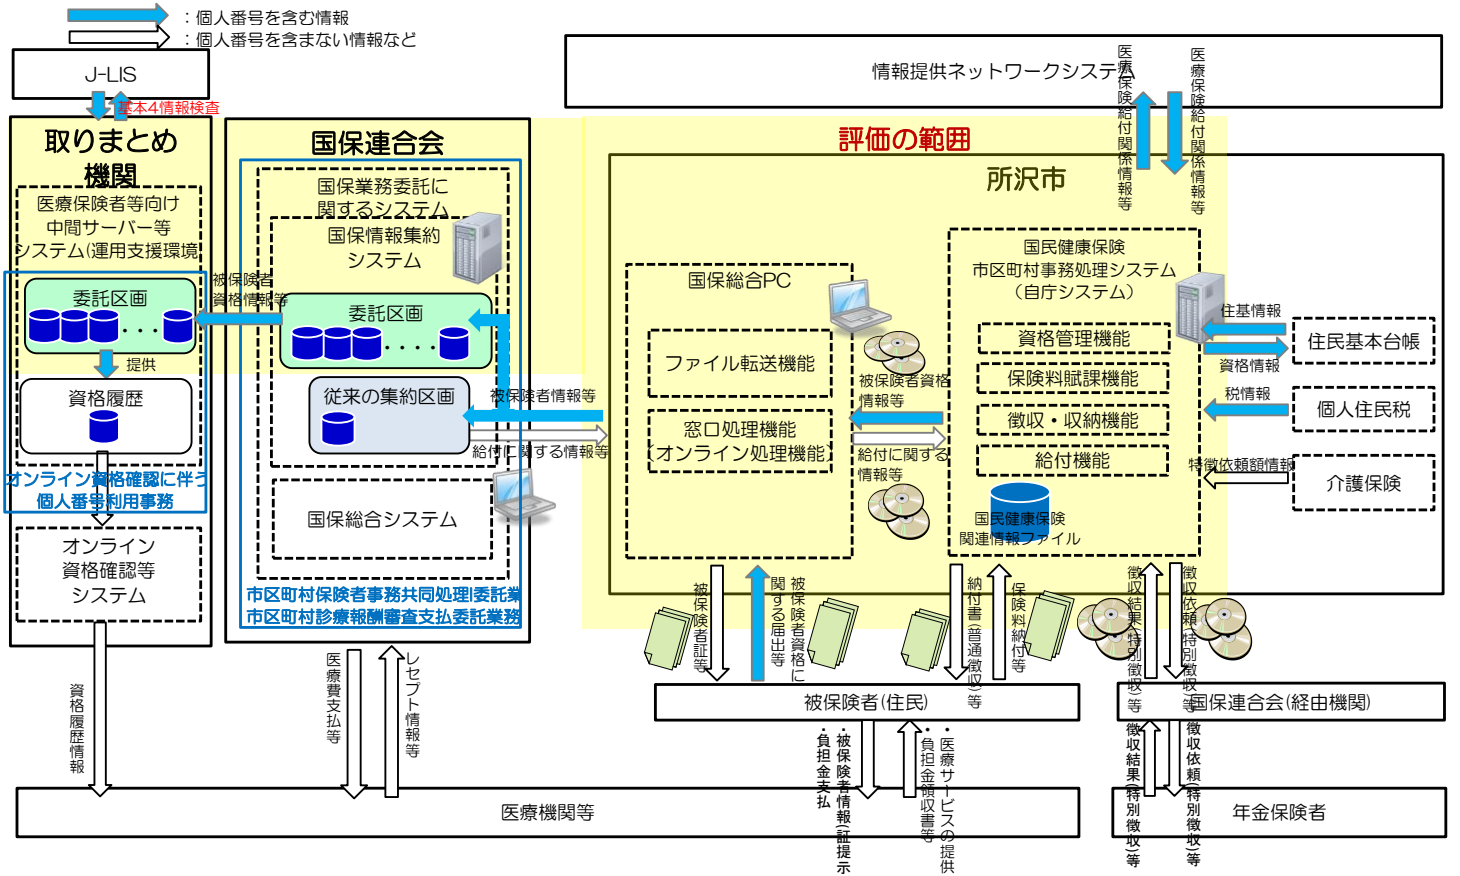 ：個人番号を含む情報
：個人番号を含まない情報など
J-LIS
基本4情報検査
情報提供ネットワークシステム
医療保険給付関係情報等
医療保険給付関係情報等
取りまとめ
機関
医療保険者等向け
中間サーバー等
システム(運用支援環境
委託区画
・・・
提供
資格履歴
オンライン資格確認に伴う
個人番号利用事務
オンライン
資格確認等
システム
被保険者
資格情報等
国保連合会
国保業務委託に
関するシステム
国保情報集約
システム
委託区画
・・・・
従来の集約区画
国保総合システム
市区町村保険者事務共同処理委託業
市区町村診療報酬審査支払委託業務
被保険者情報等
給付に関する情報等
評価の範囲
所沢市
国保総合PC
ファイル転送機能
窓口処理機能
（オンライン処理機能）
被保険者資格
情報等
給付に関する
情報等
国民健康保険
市区町村事務処理システム
（自庁システム）
資格管理機能
保険料賦課機能
徴収・収納機能
給付機能
国民健康保険
関連情報ファイル
住基情報
資格情報
税情報
特徴依頼額情報
住民基本台帳
個人住民税
介護保険
被保険者証等
被保険者資格に
関する届出等
納付書(普通徴収)等
保険料納付等
徴収結果(特別徴収)等
徴収依頼(特別徴収)等
被保険者(住民)
国保連合会(経由機関)
資格履歴情報
医療費支払等
レセプト情報等
・被保険者情報(証提示
・負担金支払
・医療サービスの提供
・負担金領収書等
徴収結果(特別徴収)等
徴収依頼(特別徴収)等
医療機関等
年金保険者